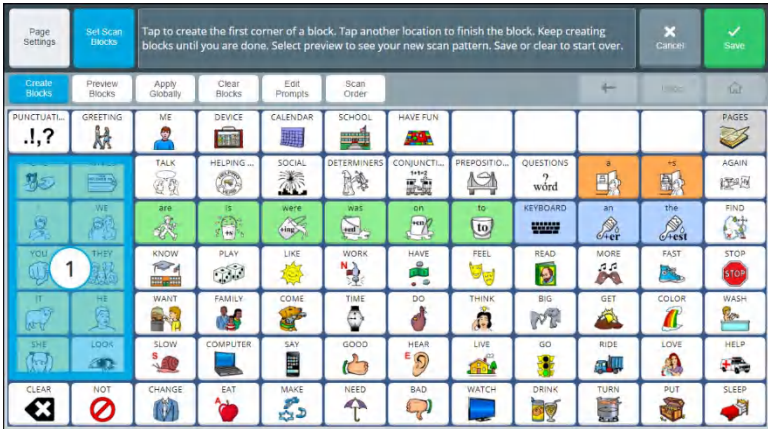 Page Settings
Set Scan Blocks
Tap to create the first corner of a block. Tap another location to finish the block. Keep creating
blocks until you are done. Select preview to see your new scan pattern. Save or clear to start over.
Cancel
Save
Create Blocks
Preview Blocks
Apply Globally
Clear Blocks
Edit Prompts
Scan Order
PUNCTUATI... GREETING ME DEVICE CALENDAR SCHOOL HAVE FUN PAGES
.!,?
TALK HELPING ... SOCIAL DETERMINERS CONJUNCTI... PREPOSITIO... QUESTIONS a +s AGAIN
1+1=2
? word
WE are is were was on to KEYBOARD an the FIND
+s +ing +ed +en to +er +est
YOU THEY KNOW PLAY LIKE WORK HAVE FEEL READ MORE FAST STOP
1
N
STOP
IT HE WANT FAMILY COME TIME DO THINK BIG GET COLOR WASH
SHE LOOK SLOW COMPUTER SAY GOOD HEAR LIVE GO RIDE LOVE HELP
S
E
CLEAR NOT CHANGE EAT MAKE NEED BAD WATCH DRINK TURN PUT SLEEP
A